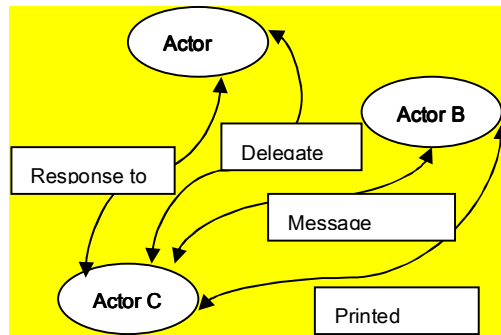 Actor
Actor B
Delegate
Response to
Message
Actor C
Printed